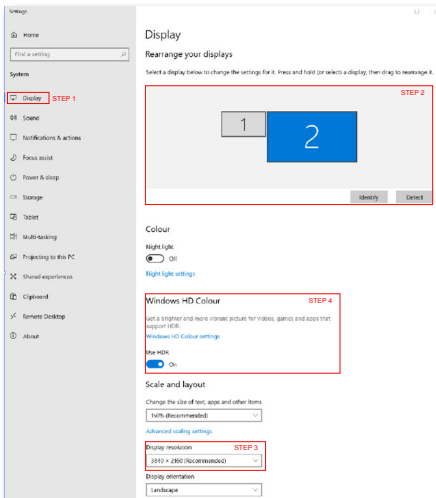 Settings
Home
Find a setting
System
Display STEP 1
Sound
Notifications & actions
Focus assist
Power & sleep
Storage
Tablet
Multi-tasking
Projecting to this PC
Shared experiences
Clipboard
Remote Desktop
About
Display
Rearrange your displays
Select a display below to change the settings for it. Press and hold (or select) a display, then drag to rearrange it.
STEP 2
1 2
Identify Detect
Colour
Night light
Off
Night light settings
Windows HD Colour STEP 4
Get a brighter and more vibrant picture for videos, games and apps that
support HDR.
Windows HD Colour settings
Use HDR
On
Scale and layout
Change the size of text, apps and other items
150% (Recommended)
Advanced scaling settings
Display resolution STEP 3
3840 × 2160 (Recommended)
Display orientation
Landscape